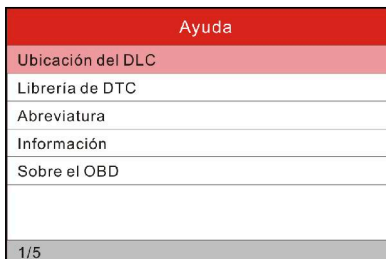 Ayuda
Ubicación del DLC
Librería de DTC
Abreviatura
Información
Sobre el OBD
1/5